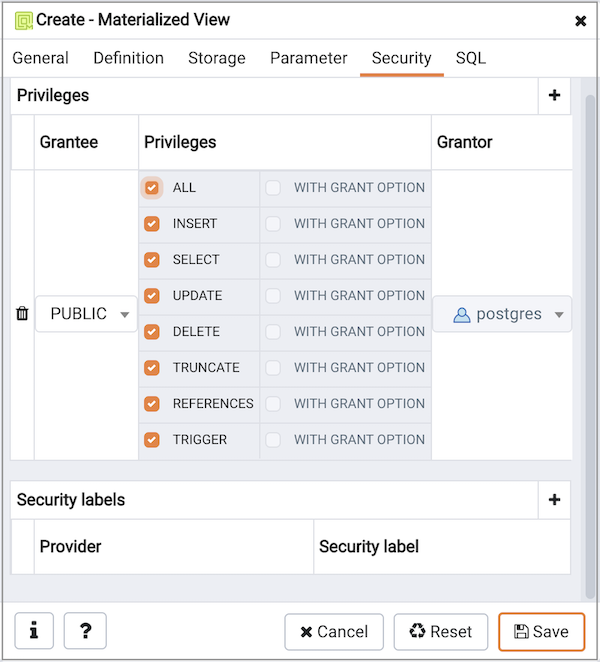 Create - Materialized View
General Definition Storage Parameter Security SQL
Privileges
Grantee Privileges Grantor
ALL WITH GRANT OPTION
INSERT WITH GRANT OPTION
SELECT WITH GRANT OPTION
UPDATE WITH GRANT OPTION
PUBLIC postgres
DELETE WITH GRANT OPTION
TRUNCATE WITH GRANT OPTION
REFERENCES WITH GRANT OPTION
TRIGGER WITH GRANT OPTION
Security labels
Provider Security label
i ? Cancel Reset Save